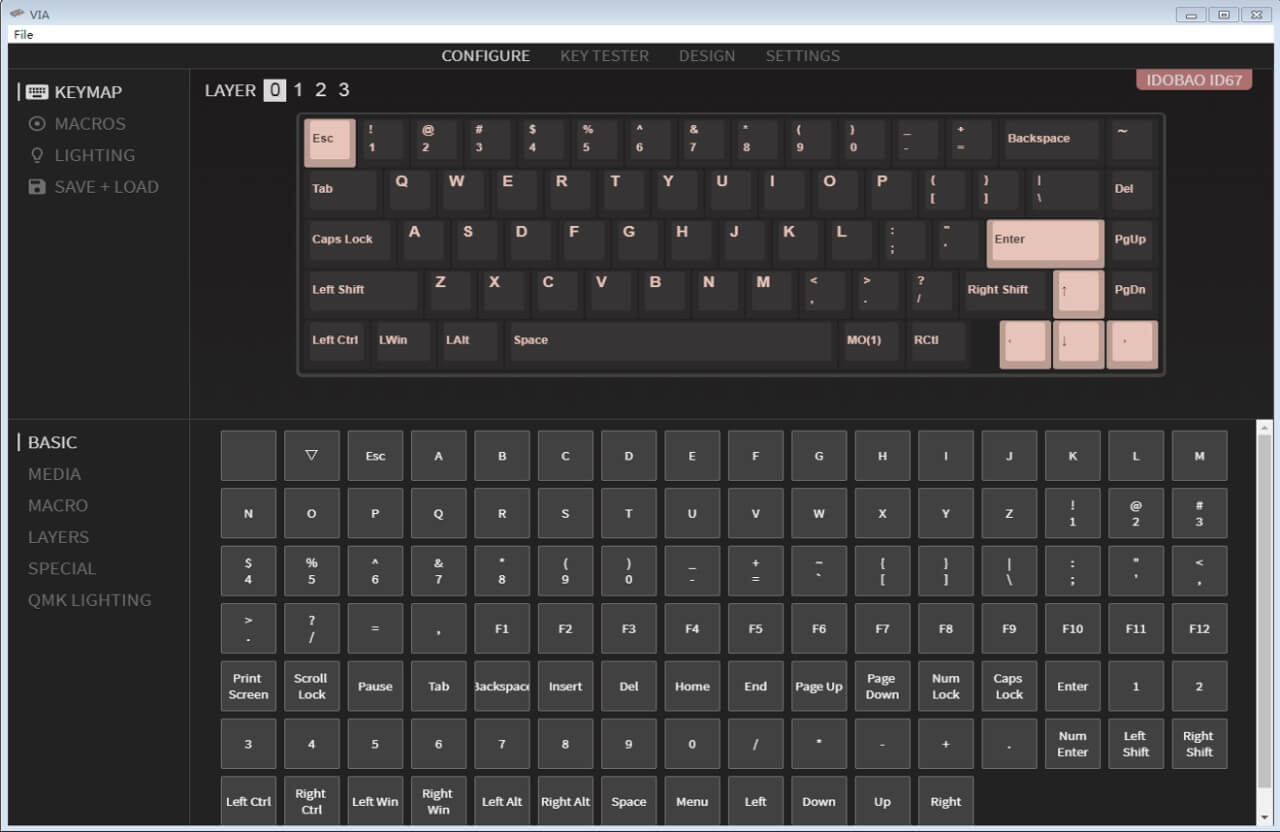 VIA
File
CONFIGURE KEY TESTER DESIGN SETTINGS
KEYMAP
MACROS
LIGHTING
SAVE + LOAD
LAYER 0 1 2 3
IDOBAO ID67
Esc ! 1 @ 2 # 3 $ 4 % 5 ^ 6 & 7 * 8 ( 9 ) 0 _ - + = Backspace ~
Tab Q W E R T Y U I O P { [ } ] | \ Del
Caps Lock A S D F G H J K L : ; " ' Enter PgUp
Left Shift Z X C V B N M < , > . ? / Right Shift ↑ PgDn
Left Ctrl LWin LAlt Space MO(1) RCtl ↓
BASIC
MEDIA
MACRO
LAYERS
SPECIAL
QMK LIGHTING
▽ Esc A B C D E F G H I J K L M
N O P Q R S T U V W X Y Z ! 1 @ 2 # 3
$ 4 % 5 ^ 6 & 7 * 8 ( 9 ) 0 _ - + = ~ ` { [ } ] | \ : ; " ' < ,
> . ? / = , F1 F2 F3 F4 F5 F6 F7 F8 F9 F10 F11 F12
Print Screen Scroll Lock Pause Tab Backspace Insert Del Home End Page Up Page Down Num Lock Caps Lock Enter 1 2
3 4 5 6 7 8 9 0 / * - + . Num Enter Left Shift Right Shift
Left Ctrl Right Ctrl Left Win Right Win Left Alt Right Alt Space Menu Left Down Up Right